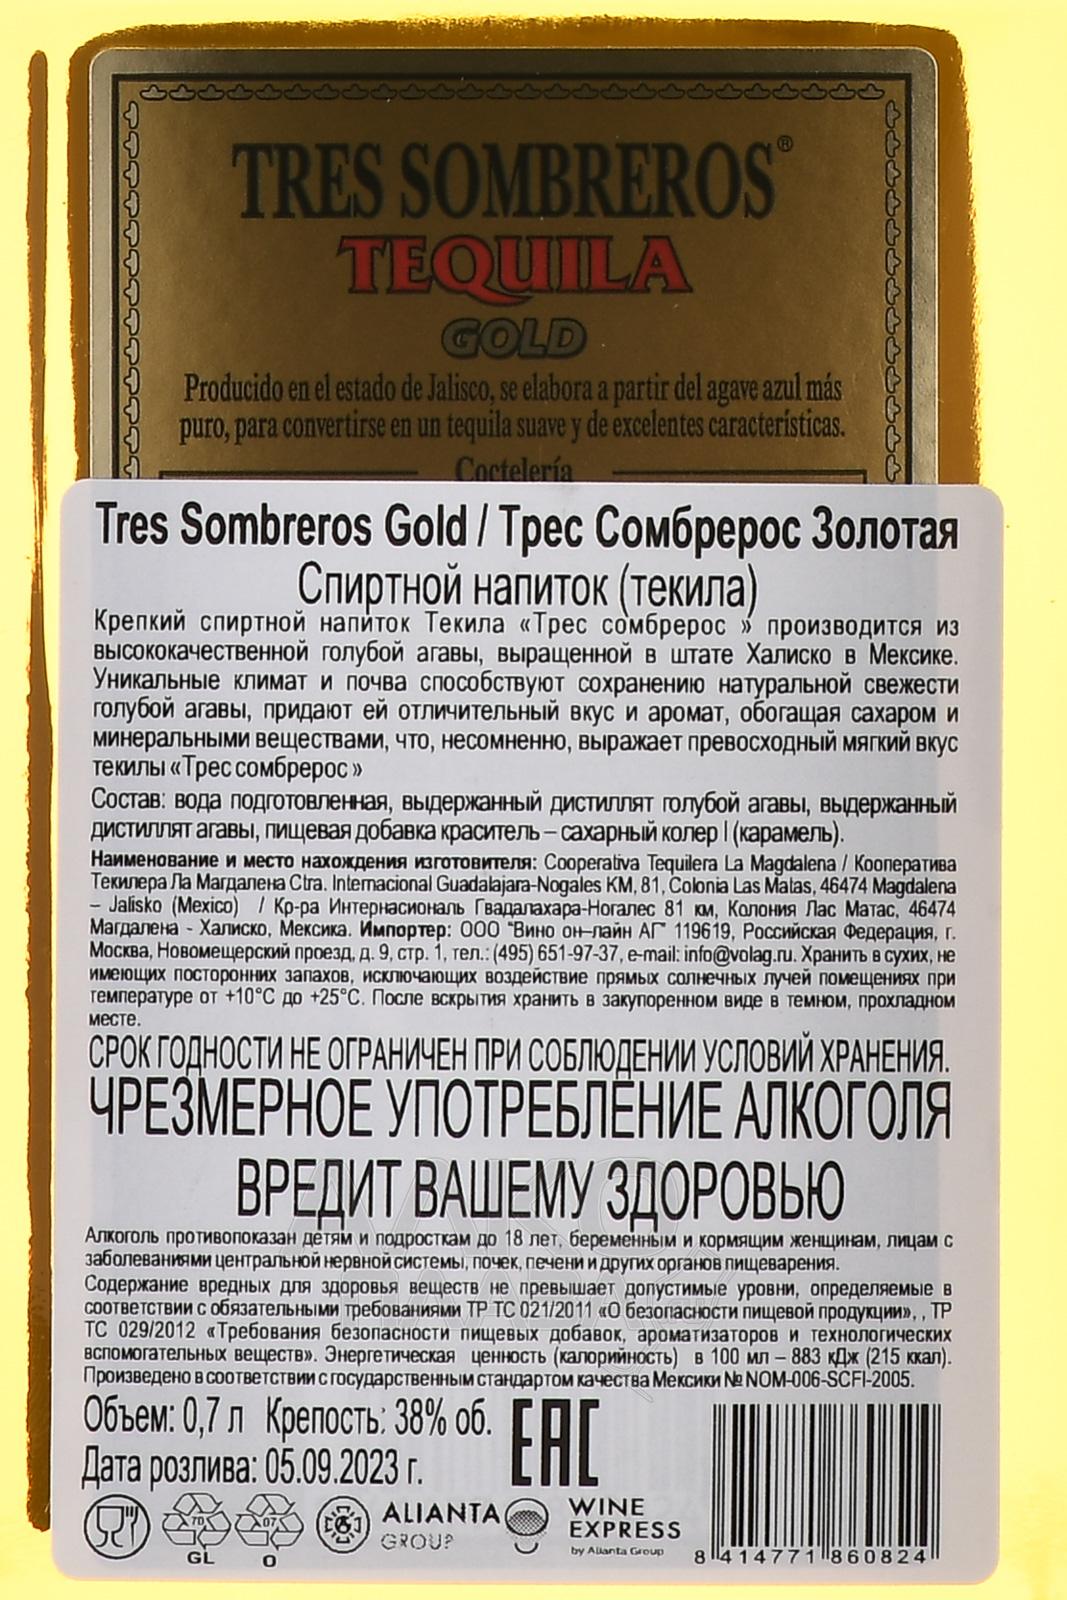 TRES SOMBREROS®
TEQUILA
GOLD
Producido en el estado de Jalisco, se elabora a partir del agave azul más
puro, para convertirse en un tequila suave y de excelentes características.
Coctelería
Tres Sombreros Gold / Трес Сомбрерос Золотая
Спиртной напиток (текила)
Крепкий спиртной напиток Текила «Трес сомбрерос » производится из
высококачественной голубой агавы, выращенной в штате Халиско в Мексике.
Уникальные климат и почва способствуют сохранению натуральной свежести
голубой агавы, придают ей отличительный вкус и аромат, обогащая сахаром и
минеральными веществами, что, несомненно, выражает превосходный мягкий вкус
текилы «Трес сомбрерос »
Состав: вода подготовленная, выдержанный дистиллят голубой агавы, выдержанный
дистиллят агавы, пищевая добавка краситель – сахарный колер I (карамель).
Наименование и место нахождения изготовителя: Cooperativa Tequilera La Magdalena / Кооператива
Текилера Ла Магдалена Ctra. Internacional Guadalajara-Nogales KM, 81, Colonia Las Matas, 46474 Magdalena
– Jalisko (Mexico) / Кр-ра Интернасиональ Гвадалахара-Ногалес 81 км, Колония Лас Матас, 46474
Магдалена - Халиско, Мексика. Импортер: ООО "Вино он–лайн АГ" 119619, Российская Федерация, г.
Москва, Новомещерский проезд, д. 9, стр. 1, тел.: (495) 651-97-37, e-mail: info@volag.ru. Хранить в сухих, не
имеющих посторонних запахов, исключающих воздействие прямых солнечных лучей помещениях при
температуре от +10°С до +25°С. После вскрытия хранить в закупоренном виде в темном, прохладном
месте.
СРОК ГОДНОСТИ НЕ ОГРАНИЧЕН ПРИ СОБЛЮДЕНИИ УСЛОВИЙ ХРАНЕНИЯ.
ЧРЕЗМЕРНОЕ УПОТРЕБЛЕНИЕ АЛКОГОЛЯ
ВРЕДИТ ВАШЕМУ ЗДОРОВЬЮ
Алкоголь противопоказан детям и подросткам до 18 лет, беременным и кормящим женщинам, лицам с
заболеваниями центральной нервной системы, почек, печени и других органов пищеварения.
Содержание вредных для здоровья веществ не превышает допустимые уровни, определяемые в
соответствии с обязательными требованиями ТР ТС 021/2011 «О безопасности пищевой продукции», , ТР
ТС 029/2012 «Требования безопасности пищевых добавок, ароматизаторов и технологических
вспомогательных веществ». Энергетическая ценность (калорийность) в 100 мл – 883 кДж (215 ккал).
Произведено в соответствии с государственным стандартом качества Мексики № NOM-006-SCFI-2005.
Объем: 0,7 л Крепость: 38% об.
Дата розлива: 05.09.2023 г.
EAC
70
GL
07
O
ALIANTA
GROUP
WINE
EXPRESS
by Alianta Group
8 414771 860824